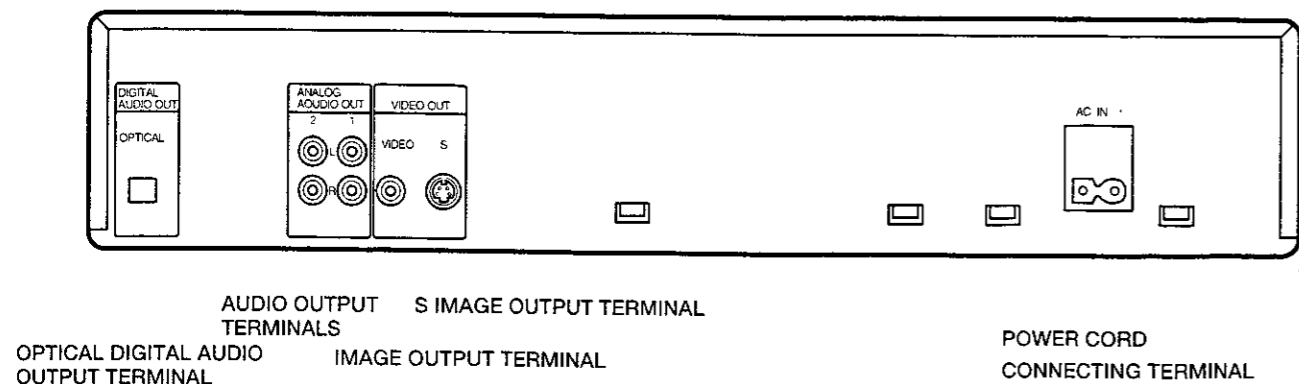 DIGITAL
AUDIO OUT
OPTICAL
ANALOG
AOUDIO OUT
2 1
L
R
VIDEO OUT
VIDEO S
AC IN
AUDIO OUTPUT
TERMINALS
S IMAGE OUTPUT TERMINAL
OPTICAL DIGITAL AUDIO
OUTPUT TERMINAL
IMAGE OUTPUT TERMINAL
POWER CORD
CONNECTING TERMINAL